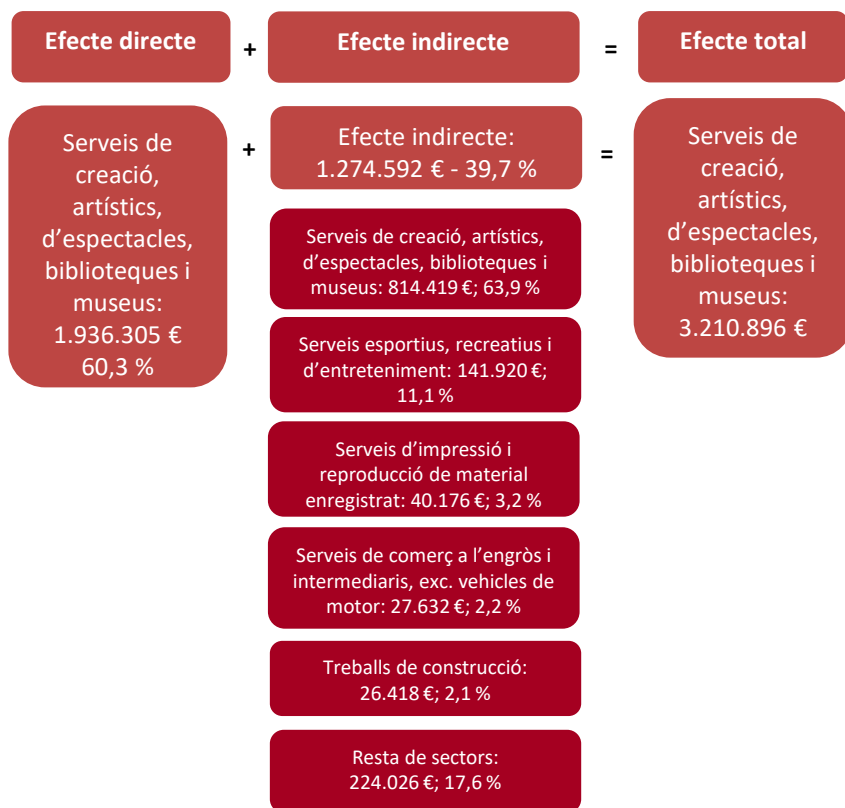 Efecte directe
+
Efecte indirecte
=
Efecte total
Serveis de
creació,
artístics,
d'espectacles,
biblioteques i
museus:
1.936.305 €
60,3 %
+
Efecte indirecte:
1.274.592 € - 39,7 %
=
Serveis de
creació,
artístics,
d'espectacles,
biblioteques i
museus:
3.210.896 €
Serveis de creació, artístics,
d'espectacles, biblioteques i
museus: 814.419 €; 63,9 %
Serveis esportius, recreatius i
d'entreteniment: 141.920 €;
11,1 %
Serveis d'impressió i
reproducció de material
enregistrat: 40.176 €; 3,2 %
Serveis de comerç a l'engròs i
intermediaris, exc. vehicles de
motor: 27.632 €; 2,2 %
Treballs de construcció:
26.418 €; 2,1 %
Resta de sectors:
224.026 €; 17,6 %